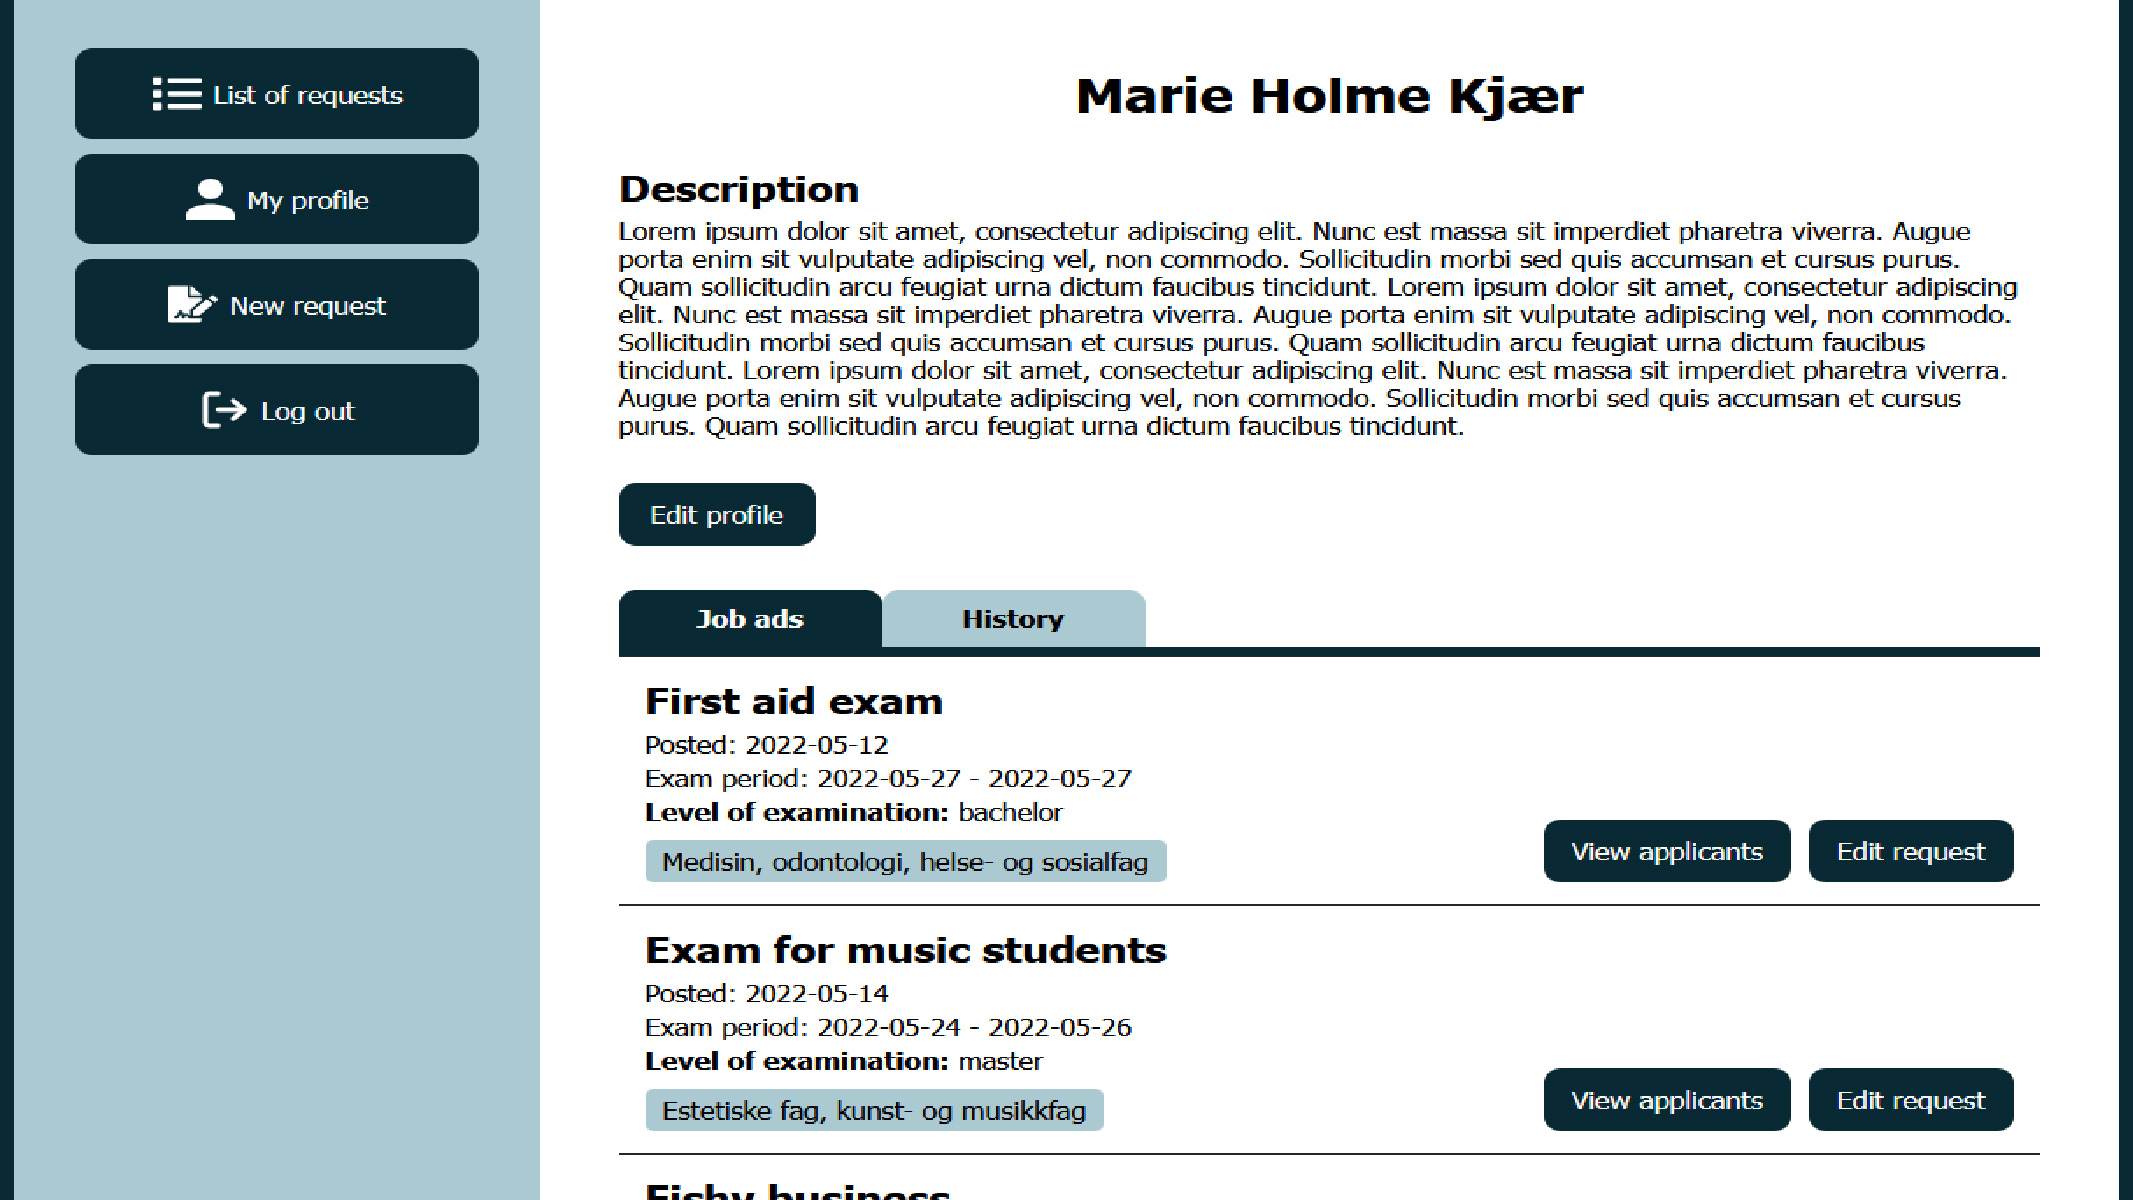 List of requests
My profile
New request
Log out
Marie Holme Kjær
Description
Lorem ipsum dolor sit amet, consectetur adipiscing elit. Nunc est massa sit imperdiet pharetra viverra. Augue
porta enim sit vulputate adipiscing vel, non commodo. Sollicitudin morbi sed quis accumsan et cursus purus.
Quam sollicitudin arcu feugiat urna dictum faucibus tincidunt. Lorem ipsum dolor sit amet, consectetur adipiscing
elit. Nunc est massa sit imperdiet pharetra viverra. Augue porta enim sit vulputate adipiscing vel, non commodo.
Sollicitudin morbi sed quis accumsan et cursus purus. Quam sollicitudin arcu feugiat urna dictum faucibus
tincidunt. Lorem ipsum dolor sit amet, consectetur adipiscing elit. Nunc est massa sit imperdiet pharetra viverra.
Augue porta enim sit vulputate adipiscing vel, non commodo. Sollicitudin morbi sed quis accumsan et cursus
purus. Quam sollicitudin arcu feugiat urna dictum faucibus tincidunt.
Edit profile
Job ads History
First aid exam
Posted: 2022-05-12
Exam period: 2022-05-27 - 2022-05-27
Level of examination: bachelor
Medisin, odontologi, helse- og sosialfag
View applicants Edit request
Exam for music students
Posted: 2022-05-14
Exam period: 2022-05-24 - 2022-05-26
Level of examination: master
Estetiske fag, kunst- og musikkfag
View applicants Edit request
Fishy business